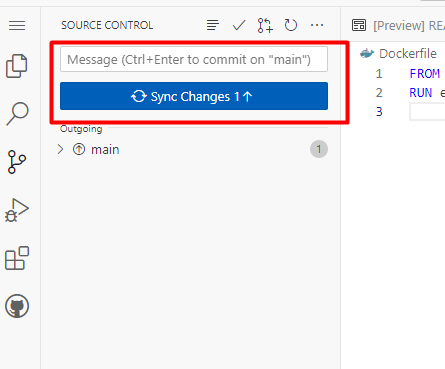 SOURCE CONTROL
Message (Ctrl+Enter to commit on "main")
Sync Changes 1↑
Outgoing
main
1
[Preview] RE
Dockerfile
1 FROM
2 RUN e
3